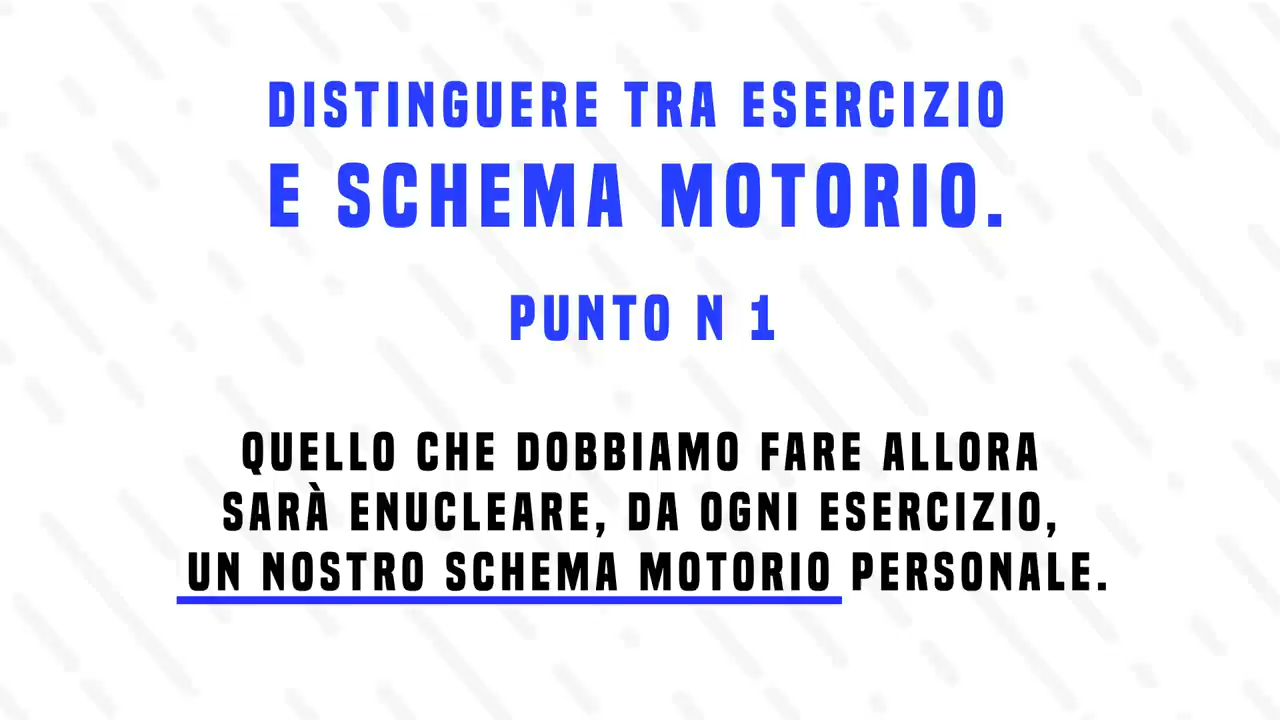 DISTINGUERE TRA ESERCIZIO
E SCHEMA MOTORIO.
PUNTO N 1
QUELLO CHE DOBBIAMO FARE ALLORA
SARÀ ENUCLEARE, DA OGNI ESERCIZIO,
UN NOSTRO SCHEMA MOTORIO PERSONALE.